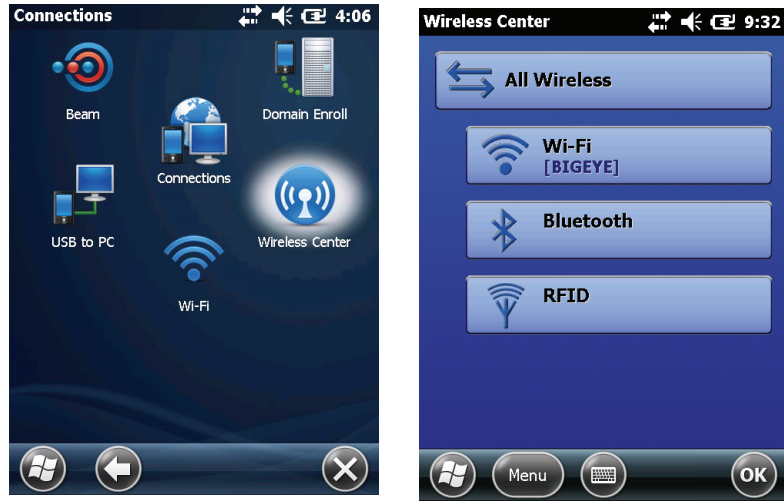 Connections 4:06
Beam
Domain Enroll
Connections
USB to PC
Wireless Center
Wi-Fi
Wireless Center 9:32
All Wireless
Wi-Fi
[BIGEYE]
Bluetooth
RFID
Menu
OK